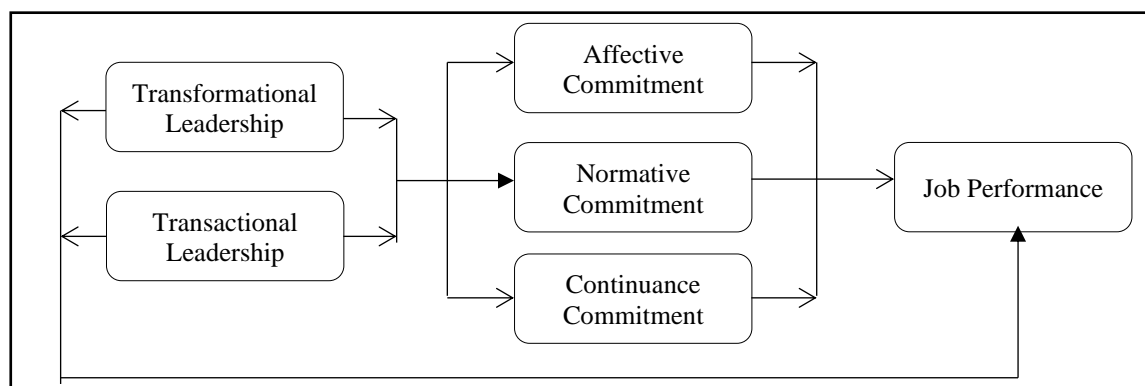 Transformational
Leadership
Transactional
Leadership
Affective
Commitment
Normative
Commitment
Continuance
Commitment
Job Performance